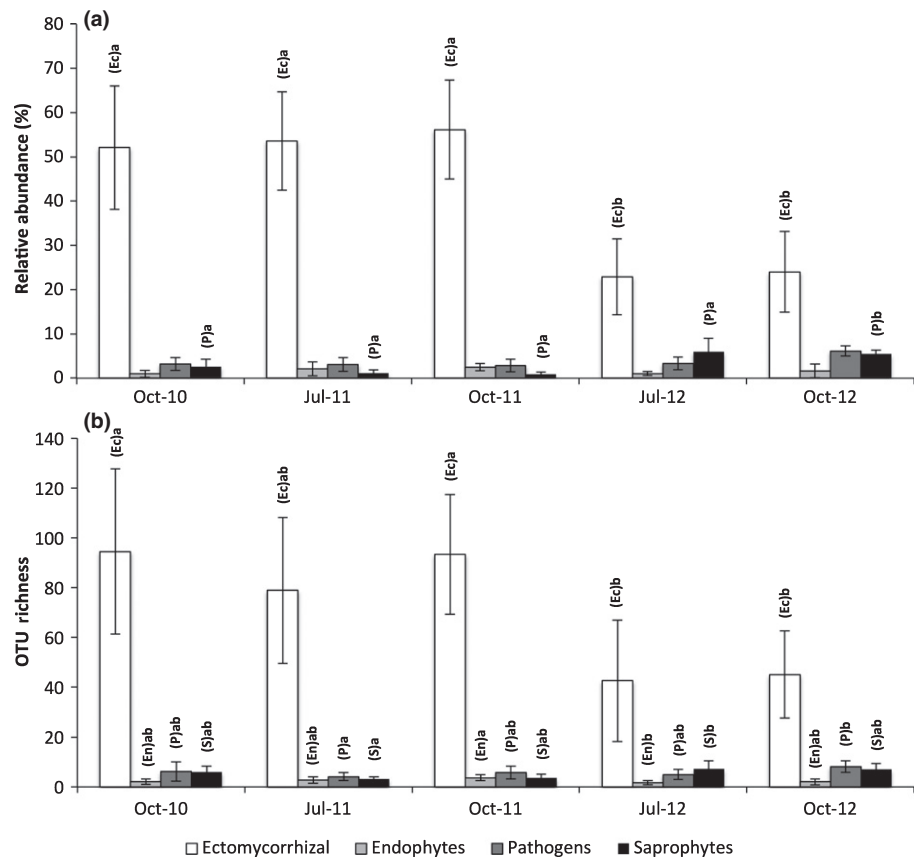 (a)
Relative abundance (%)
80
70
60
50
40
30
20
10
0
(Ec)a
(P)a
(Ec)a
(P)a
(Ec)a
(P)a
(Ec)b
(P)a
(Ec)b
(P)b
Oct-10 Jul-11 Oct-11 Jul-12 Oct-12
(b)
OTU richness
140
120
100
80
60
40
20
0
(Ec)a
(En)ab
(P)ab
(S)ab
(Ec)ab
(En)ab
(P)a
(S)a
(Ec)a
(En)a
(P)ab
(S)ab
(Ec)b
(En)b
(P)ab
(S)b
(Ec)b
(En)ab
(P)b
(S)ab
Oct-10 Jul-11 Oct-11 Jul-12 Oct-12
Ectomycorrhizal Endophytes Pathogens Saprophytes